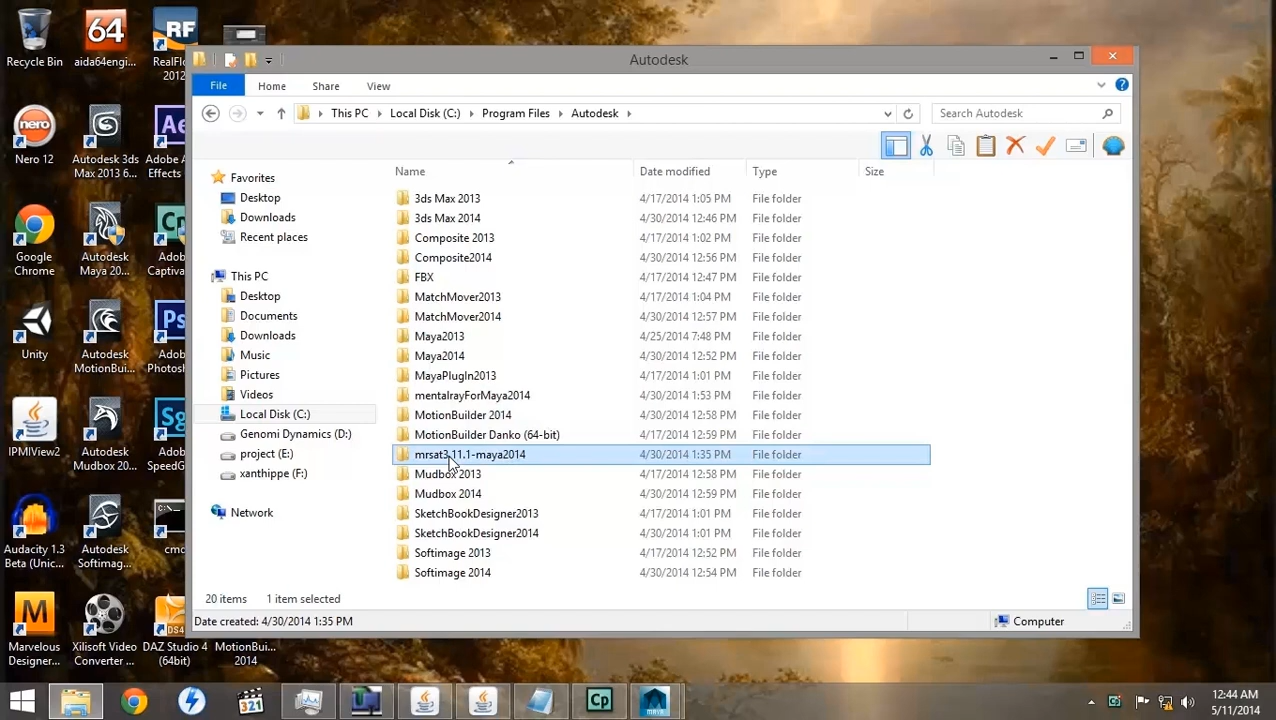 Recycle Bin
aida64engi...
RealFlo...
2012...
Autodesk
File
Home
Share
View
This PC
Local Disk (C:)
Program Files
Autodesk
Search Autodesk
Nero 12
Autodesk 3ds
Max 2013 6...
Adobe A...
Effects ...
Google
Chrome
Autodesk
Maya 20...
Adobe
Captiva...
Unity
Autodesk
MotionBui...
Adob...
Photosh...
IPMIView2
Autodesk
Mudbox 20...
Adob...
SpeedG...
Audacity 1.3
Beta (Unic...
Autodesk
Softimag...
cmd
Marvelous
Designer...
Xilisoft Video
Converter ...
DAZ Studio 4
(64bit)
MotionBui...
2014
Favorites
Desktop
Downloads
Recent places
This PC
Desktop
Documents
Downloads
Music
Pictures
Videos
Local Disk (C:)
Genomi Dynamics (D:)
project (E:)
xanthippe (F:)
Network
Name Date modified Type Size
3ds Max 2013 4/17/2014 1:05 PM File folder
3ds Max 2014 4/30/2014 12:46 PM File folder
Composite 2013 4/17/2014 1:02 PM File folder
Composite2014 4/30/2014 12:56 PM File folder
FBX 4/17/2014 12:47 PM File folder
MatchMover2013 4/17/2014 1:04 PM File folder
MatchMover2014 4/30/2014 12:57 PM File folder
Maya2013 4/25/2014 7:48 PM File folder
Maya2014 4/30/2014 12:52 PM File folder
MayaPlugIn2013 4/17/2014 1:01 PM File folder
mentalrayForMaya2014 4/30/2014 1:53 PM File folder
MotionBuilder 2014 4/30/2014 12:58 PM File folder
MotionBuilder Danko (64-bit) 4/17/2014 12:59 PM File folder
mrsat3.11.1-maya2014 4/30/2014 1:35 PM File folder
Mudbox 2013 4/17/2014 12:58 PM File folder
Mudbox 2014 4/30/2014 12:59 PM File folder
SketchBookDesigner2013 4/17/2014 1:01 PM File folder
SketchBookDesigner2014 4/30/2014 1:01 PM File folder
Softimage 2013 4/17/2014 12:52 PM File folder
Softimage 2014 4/30/2014 12:54 PM File folder
20 items 1 item selected
Date created: 4/30/2014 1:35 PM
Computer
12:44 AM
5/11/2014